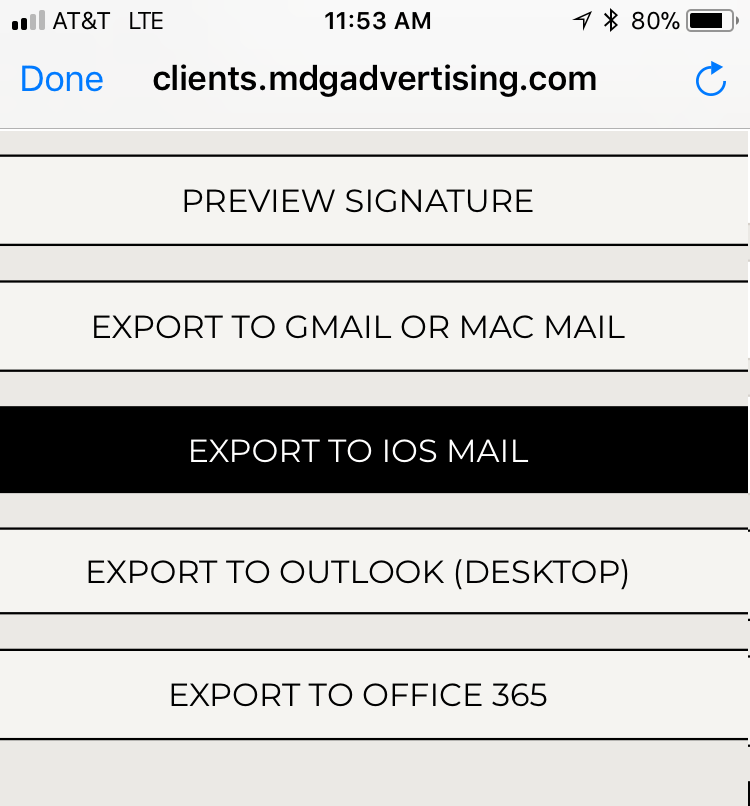 AT&T LTE 11:53 AM 80%
Done clients.mdgadvertising.com
PREVIEW SIGNATURE
EXPORT TO GMAIL OR MAC MAIL
EXPORT TO IOS MAIL
EXPORT TO OUTLOOK (DESKTOP)
EXPORT TO OFFICE 365